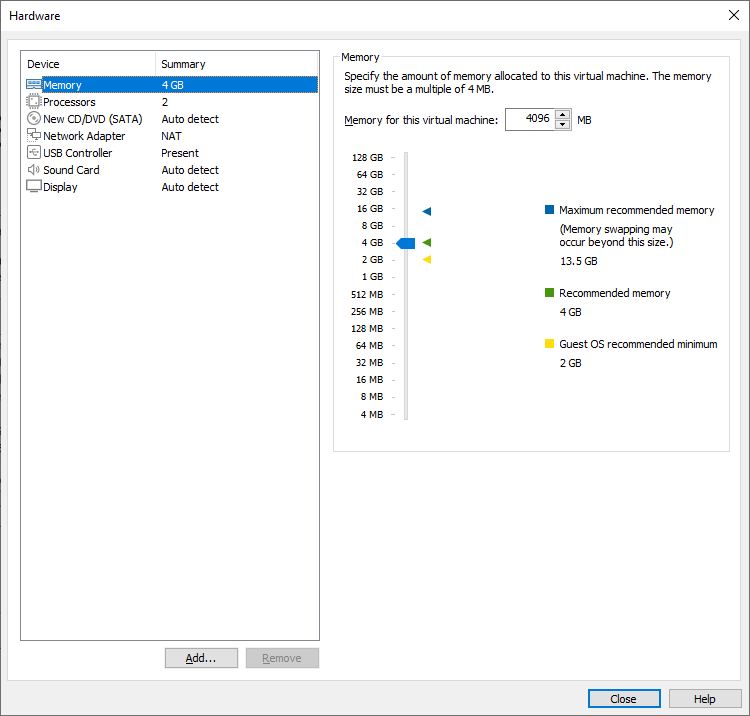 Hardware
Device Summary
Memory 4 GB
Processors 2
New CD/DVD (SATA) Auto detect
Network Adapter NAT
USB Controller Present
Sound Card Auto detect
Display Auto detect
Add...
Remove
Memory
Specify the amount of memory allocated to this virtual machine. The memory
size must be a multiple of 4 MB.
Memory for this virtual machine: 4096 MB
128 GB
64 GB
32 GB
16 GB
8 GB
4 GB
2 GB
1 GB
512 MB
256 MB
128 MB
64 MB
32 MB
16 MB
8 MB
4 MB
Maximum recommended memory
(Memory swapping may
occur beyond this size.)
13.5 GB
Recommended memory
4 GB
Guest OS recommended minimum
2 GB
Close
Help